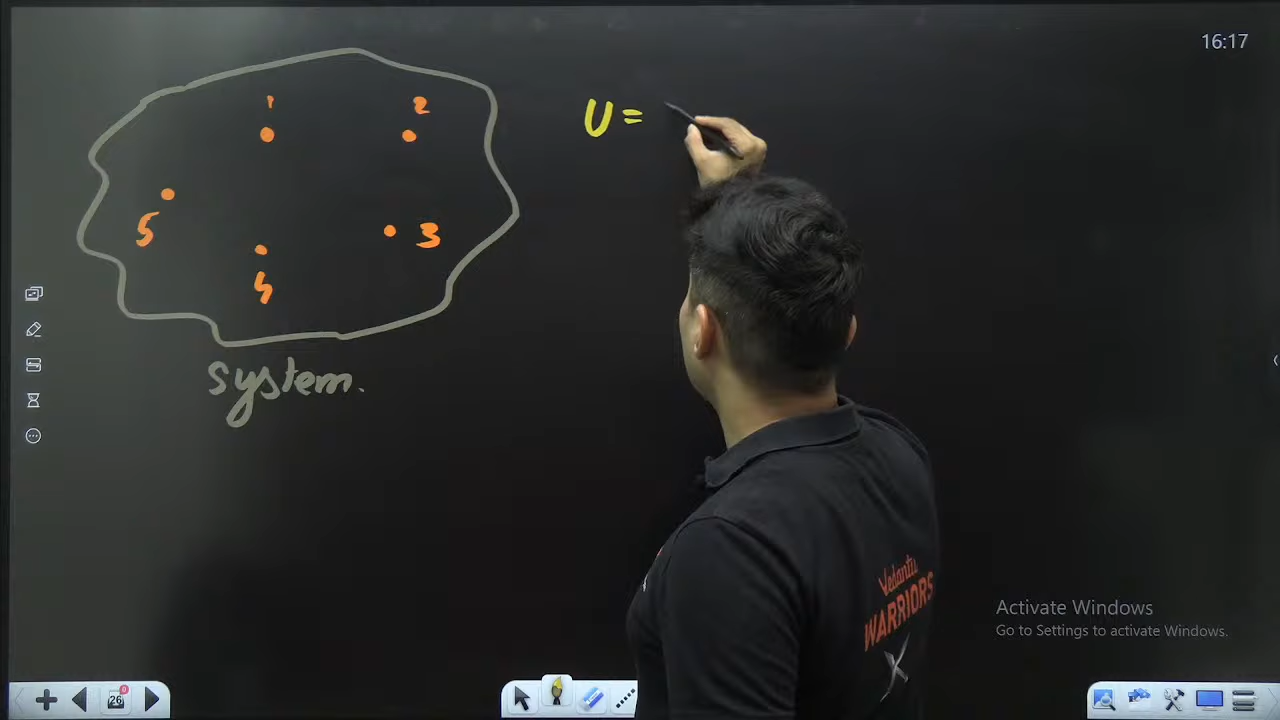 16:17
1
2
U =
5
3
4
system.
Vedantu
WARRIORS
X
Activate Windows
Go to Settings to activate Windows.
26